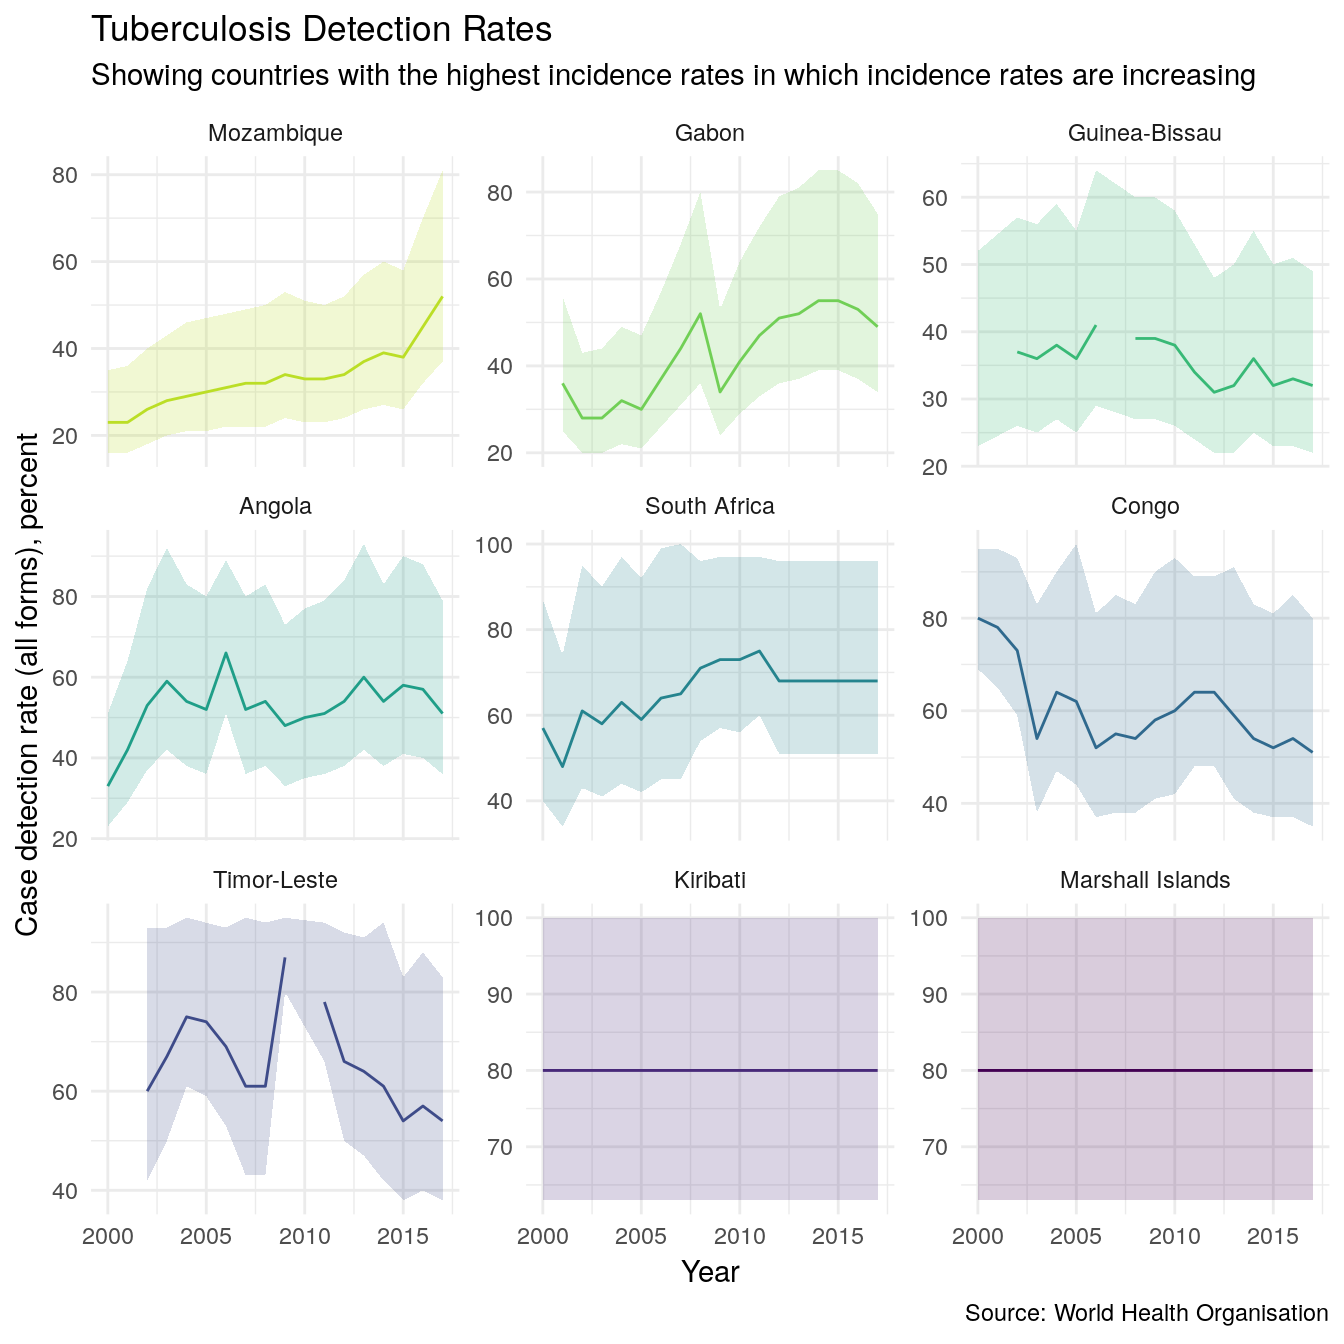 Tuberculosis Detection Rates
Showing countries with the highest incidence rates in which incidence rates are increasing
Case detection rate (all forms), percent
Mozambique
80
60
40
20
Gabon
80
60
40
20
Guinea-Bissau
60
50
40
30
20
Angola
80
60
40
20
South Africa
100
80
60
40
Congo
80
60
40
Timor-Leste
80
60
40
2000 2005 2010 2015
Kiribati
100
90
80
70
2000 2005 2010 2015
Marshall Islands
100
90
80
70
2000 2005 2010 2015
Year
Source: World Health Organisation